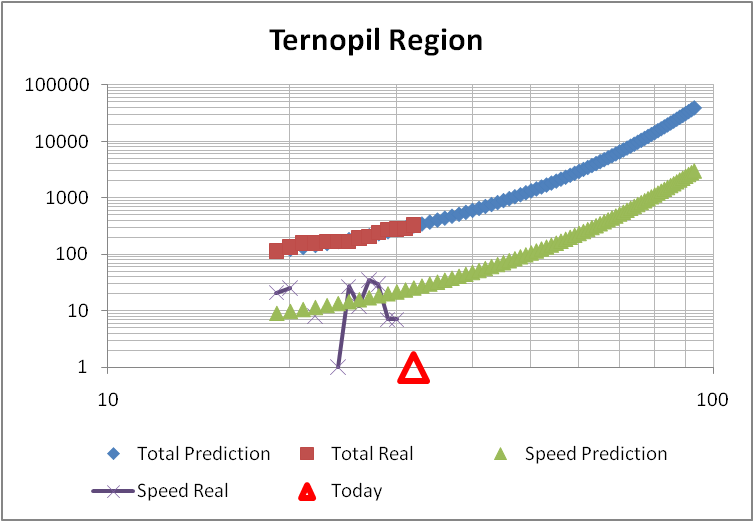 Ternopil Region
100000
10000
1000
100
10
1
10 100
Total Prediction Total Real Speed Prediction
Speed Real Today